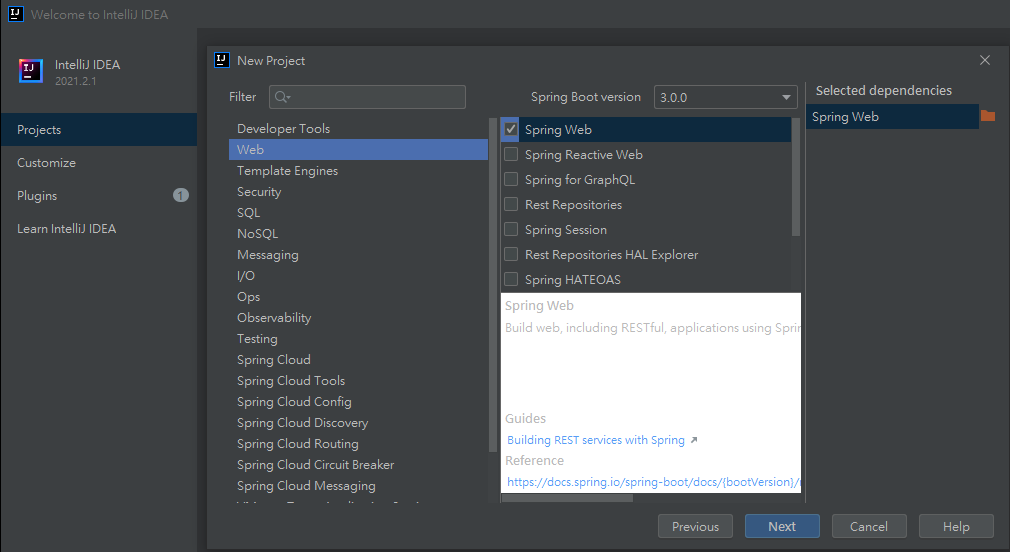 Welcome to IntelliJ IDEA
IntelliJ IDEA
2021.2.1
Projects
Customize
Plugins 1
Learn IntelliJ IDEA
New Project
Filter
Spring Boot version 3.0.0
Developer Tools
Web
Template Engines
Security
SQL
NoSQL
Messaging
I/O
Ops
Observability
Testing
Spring Cloud
Spring Cloud Tools
Spring Cloud Config
Spring Cloud Discovery
Spring Cloud Routing
Spring Cloud Circuit Breaker
Spring Cloud Messaging
Spring Web
Spring Reactive Web
Spring for GraphQL
Rest Repositories
Spring Session
Rest Repositories HAL Explorer
Spring HATEOAS
Spring Web
Build web, including RESTful, applications using Sprin
Guides
Building REST services with Spring
Reference
https://docs.spring.io/spring-boot/docs/{bootVersion}/
Selected dependencies
Spring Web
Previous
Next
Cancel
Help